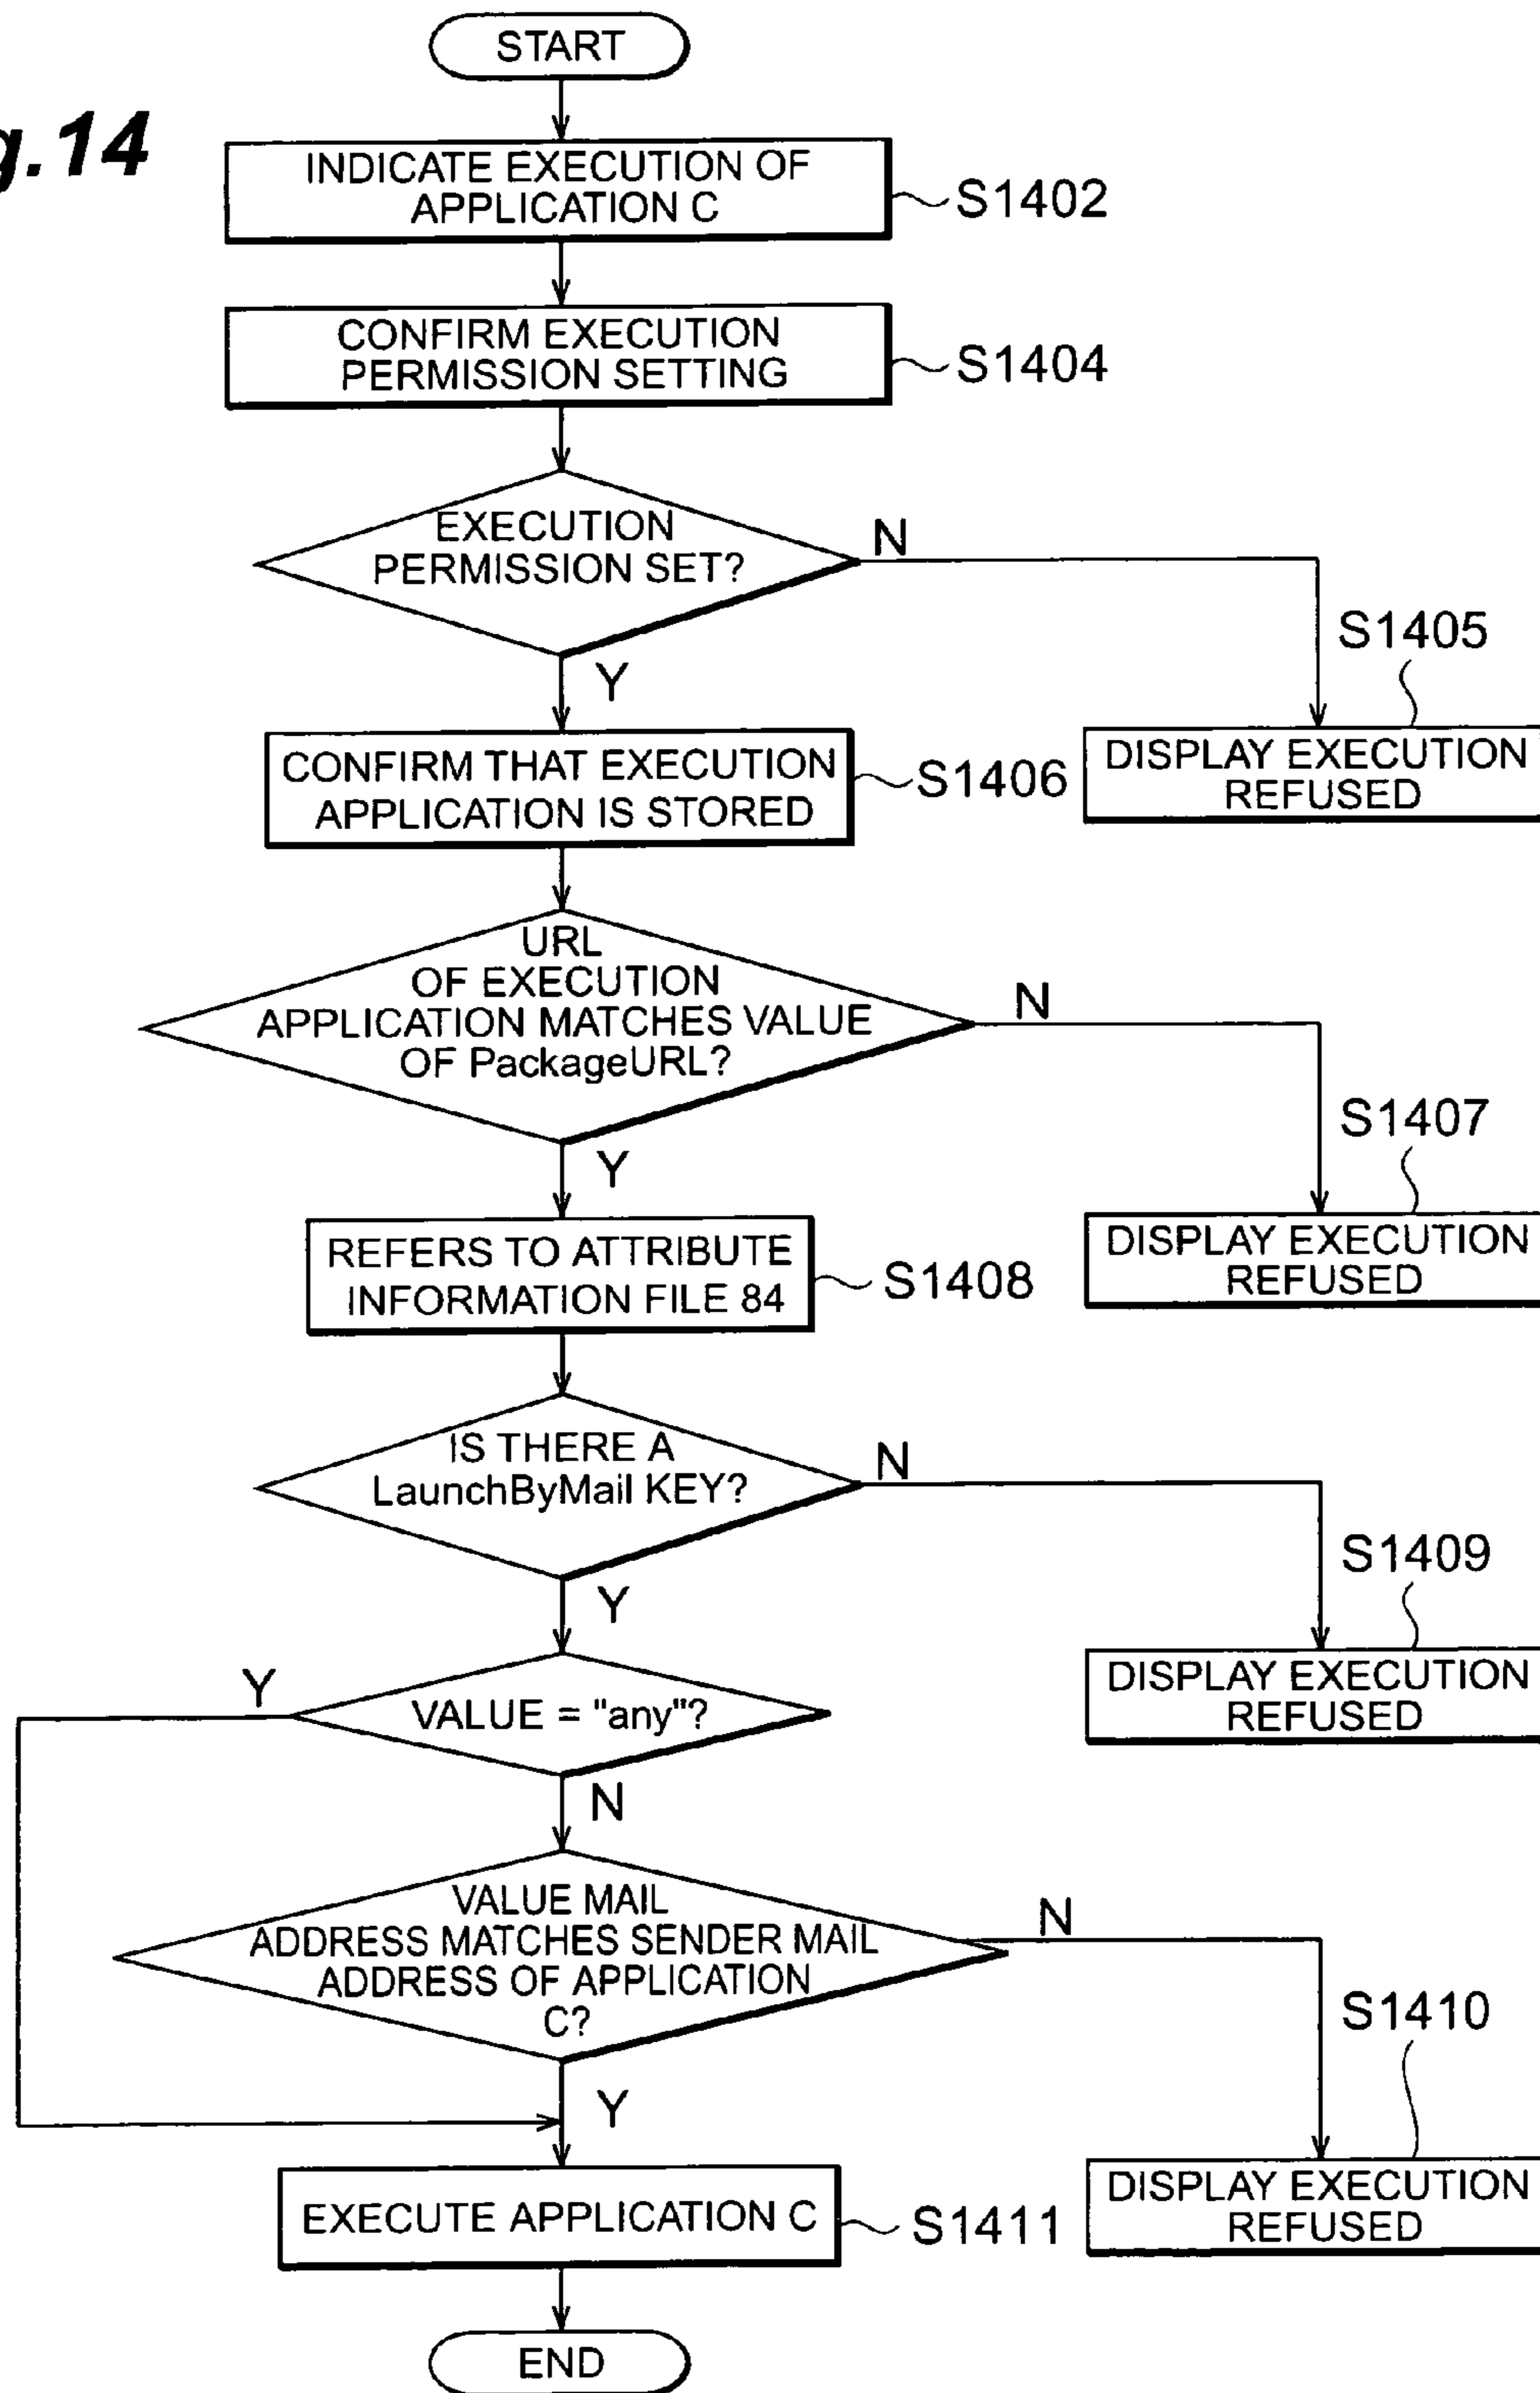 g.14
START
INDICATE EXECUTION OF
APPLICATION C
S1402
CONFIRM EXECUTION
PERMISSION SETTING
S1404
EXECUTION
PERMISSION SET?
N
Y
S1405
DISPLAY EXECUTION
REFUSED
CONFIRM THAT EXECUTION
APPLICATION IS STORED
S1406
URL
OF EXECUTION
APPLICATION MATCHES VALUE
OF PackageURL?
N
Y
S1407
DISPLAY EXECUTION
REFUSED
REFERS TO ATTRIBUTE
INFORMATION FILE 84
S1408
IS THERE A
LaunchByMail KEY?
N
Y
S1409
DISPLAY EXECUTION
REFUSED
VALUE = "any"?
Y
N
VALUE MAIL
ADDRESS MATCHES SENDER MAIL
ADDRESS OF APPLICATION
C?
N
Y
S1410
DISPLAY EXECUTION
REFUSED
EXECUTE APPLICATION C
S1411
END